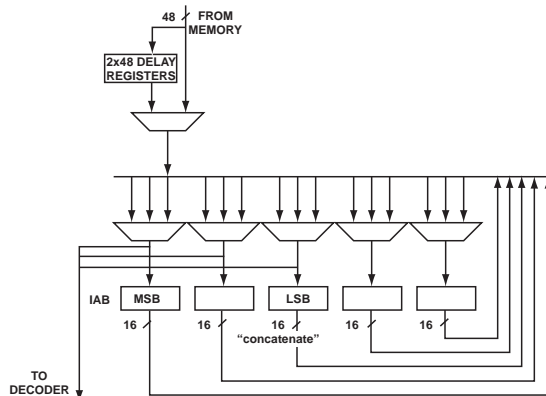 48
FROM
MEMORY
2x48 DELAY
REGISTERS
IAB
MSB
LSB
16
16
16
16
16
“concatenate”
TO
DECODER